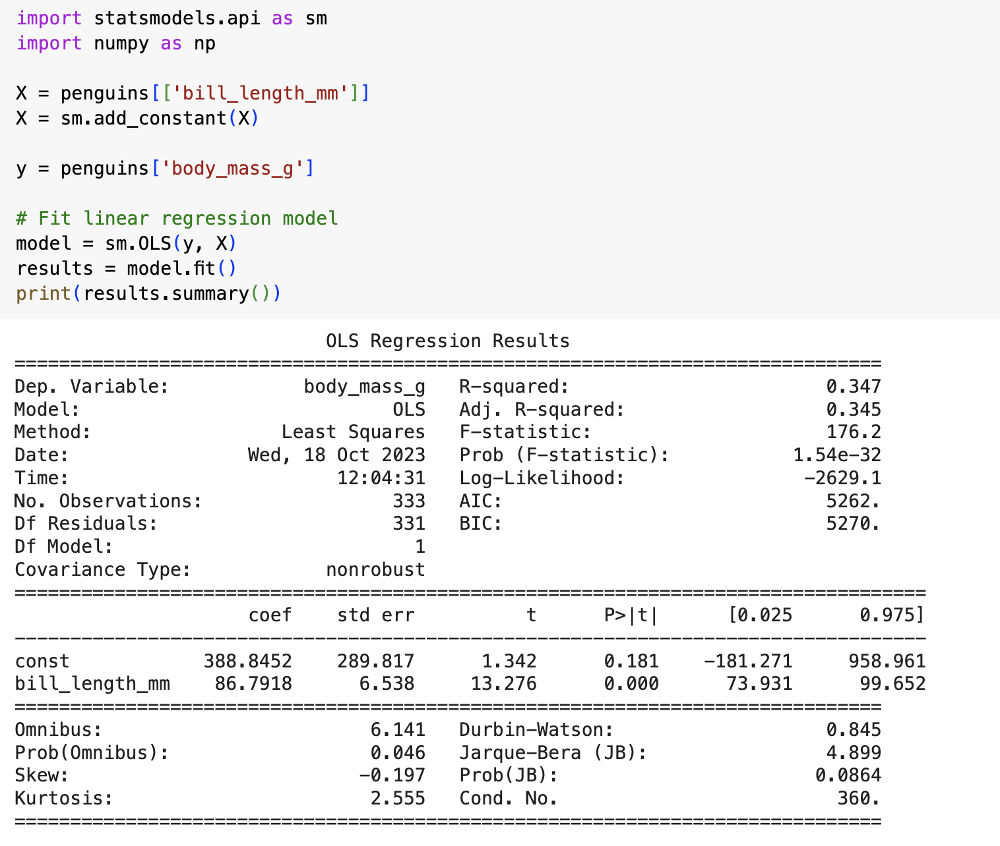 import statsmodels.api as sm
import numpy as np
X = penguins[['bill_length_mm']]
X = sm.add_constant(X)
y = penguins['body_mass_g']
# Fit linear regression model
model = sm.OLS(y, X)
results = model.fit()
print(results.summary())
OLS Regression Results
==============================================================================
Dep. Variable: body_mass_g R-squared: 0.347
Model: OLS Adj. R-squared: 0.345
Method: Least Squares F-statistic: 176.2
Date: Wed, 18 Oct 2023 Prob (F-statistic): 1.54e-32
Time: 12:04:31 Log-Likelihood: -2629.1
No. Observations: 333 AIC: 5262.
Df Residuals: 331 BIC: 5270.
Df Model: 1
Covariance Type: nonrobust
==================================================================================
coef std err t P>|t| [0.025 0.975]
----------------------------------------------------------------------------------
const 388.8452 289.817 1.342 0.181 -181.271 958.961
bill_length_mm 86.7918 6.538 13.276 0.000 73.931 99.652
==============================================================================
Omnibus: 6.141 Durbin-Watson: 0.845
Prob(Omnibus): 0.046 Jarque-Bera (JB): 4.899
Skew: -0.197 Prob(JB): 0.0864
Kurtosis: 2.555 Cond. No. 360.
==============================================================================